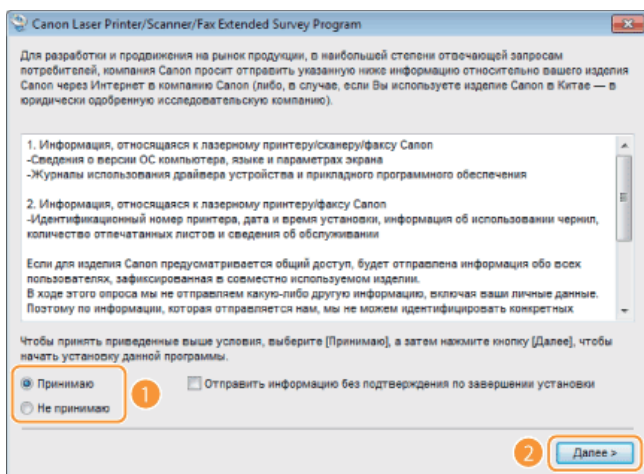 Canon Laser Printer/Scanner/Fax Extended Survey Program
Для разработки и продвижения на рынок продукции, в наибольшей степени отвечающей запросам
потребителей, компания Canon просит отправить указанную ниже информацию относительно вашего изделия
Canon через Интернет в компанию Canon (либо, в случае, если Вы используете изделие Canon в Китае — в
юридически одобренную исследовательскую компанию).
1. Информация, относящаяся к лазерному принтеру/сканеру/факсу Canon
-Сведения о версии ОС компьютера, языке и параметрах экрана
-Журналы использования драйвера устройства и прикладного программного обеспечения
2. Информация, относящаяся к лазерному принтеру/факсу Canon
-Идентификационный номер принтера, дата и время установки, информация об использовании чернил,
количество отпечатанных листов и сведения об обслуживании
Если для изделия Canon предусматривается общий доступ, будет отправлена информация обо всех
пользователях, зафиксированная в совместно используемом изделии.
В ходе этого опроса мы не отправляем какую-либо другую информацию, включая ваши личные данные.
Поэтому по информации, которая отправляется нам, мы не можем идентифицировать конкретных
Чтобы принять приведенные выше условия, выберите [Принимаю], а затем нажмите кнопку [Далее], чтобы
начать установку данной программы.
Принимаю
Отправить информацию без подтверждения по завершении установки
1
Не принимаю
2
Далее >